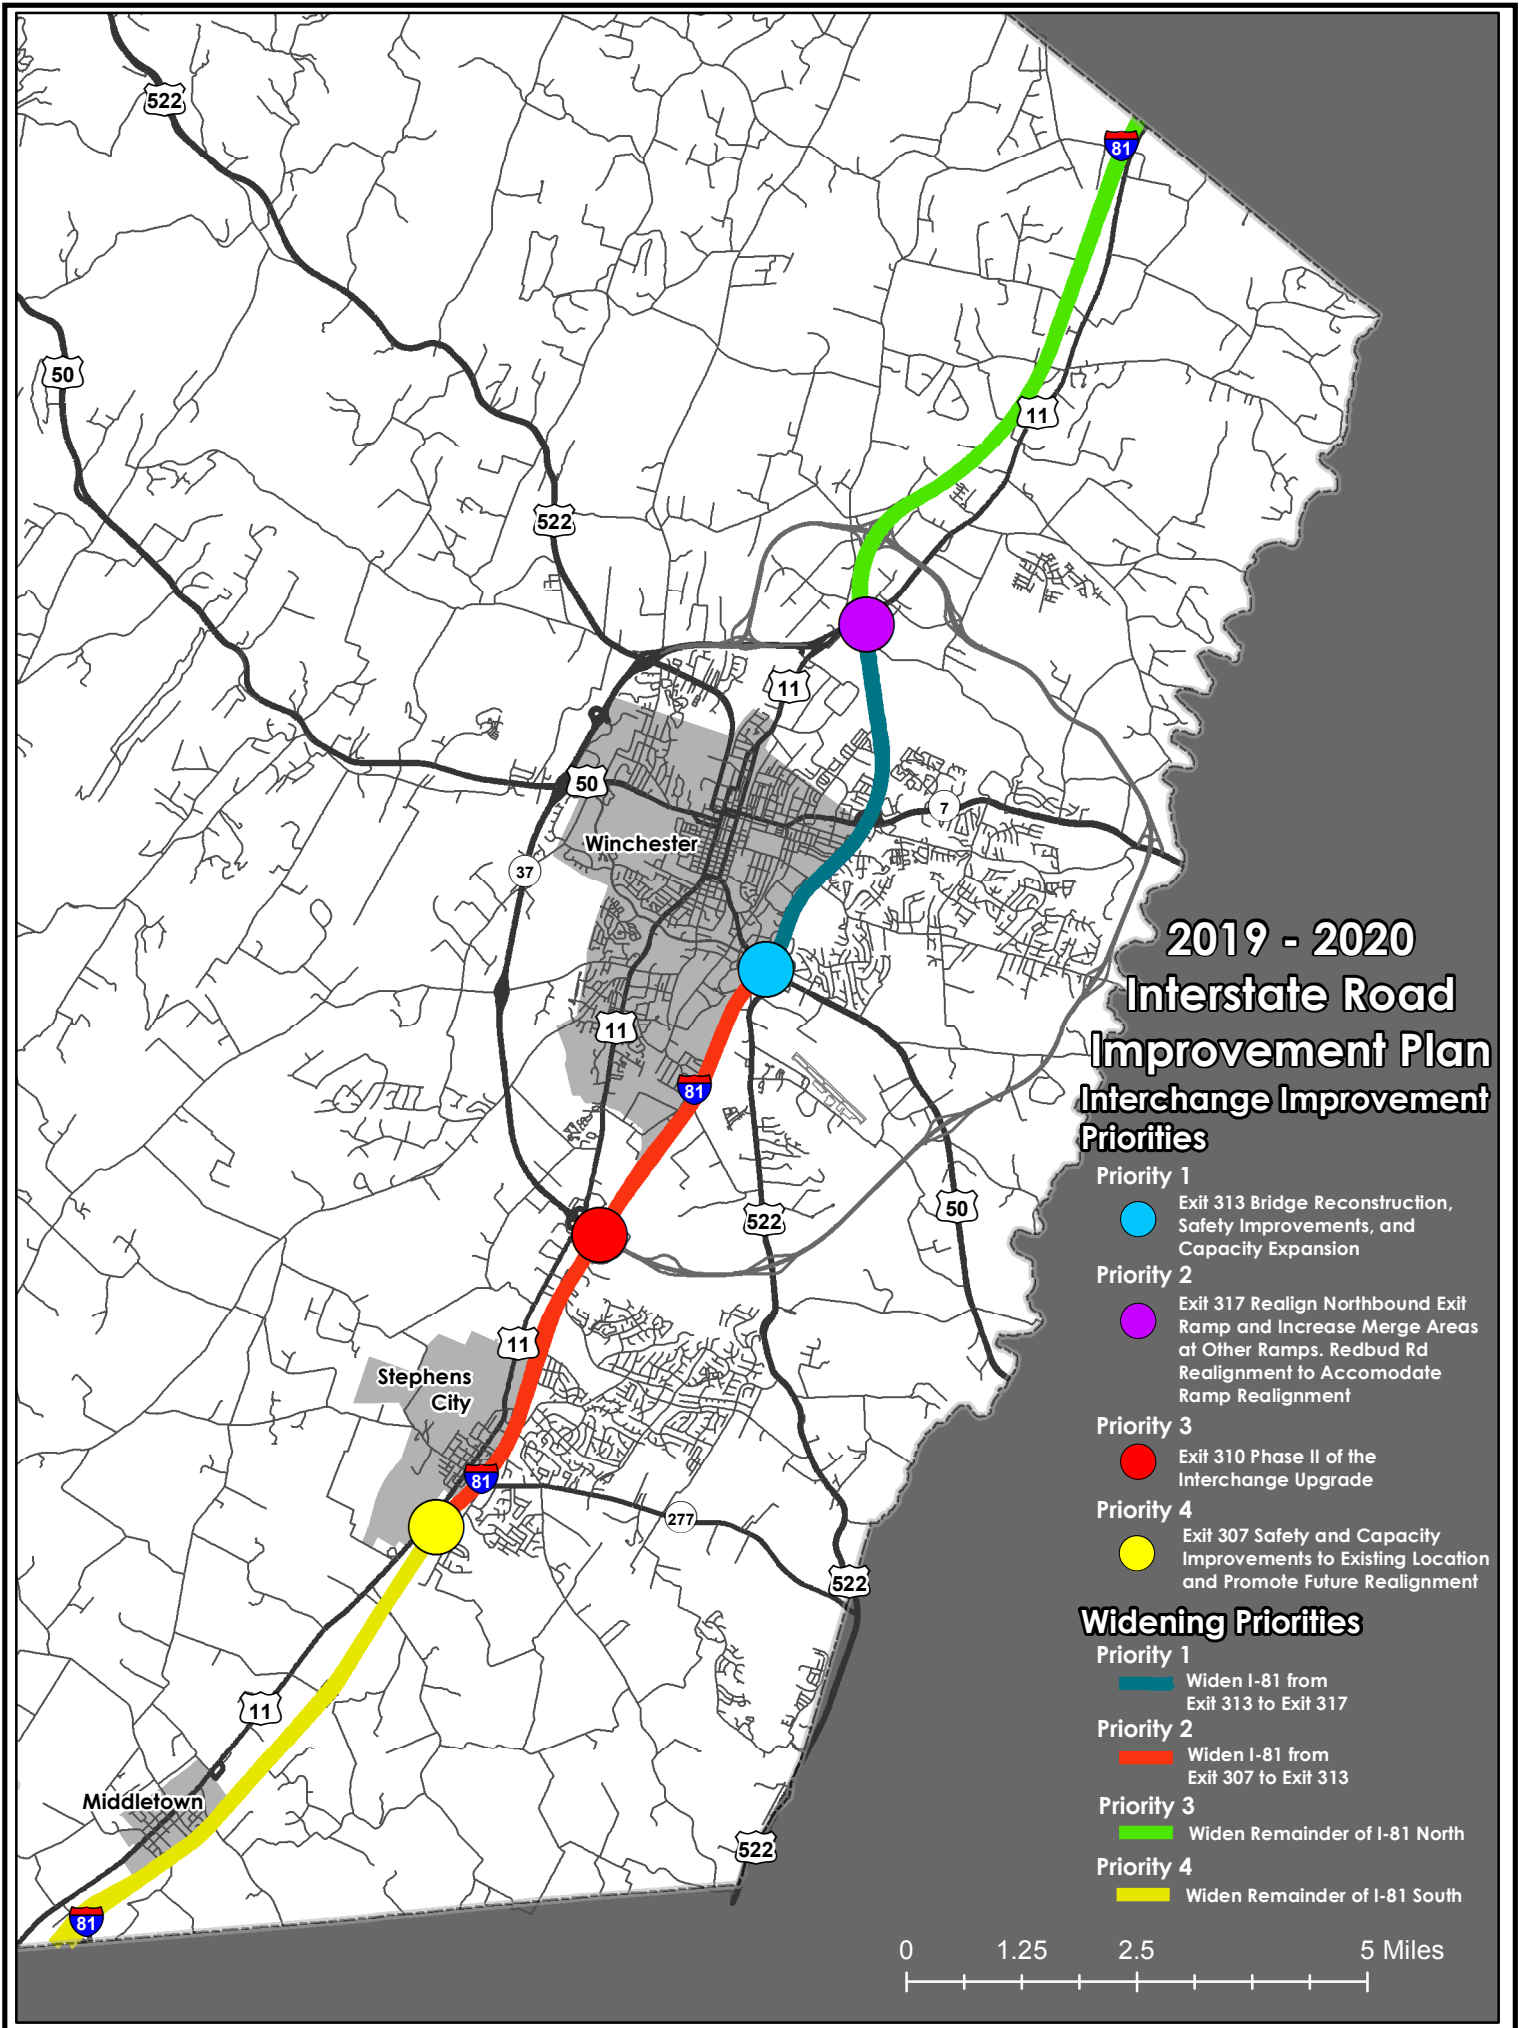 522
81
50
11
522
11
50
7
Winchester
37
11
81
522
50
11
Stephens
City
81
277
522
11
Middletown
522
81
2019 - 2020
Interstate Road
Improvement Plan
Interchange Improvement
Priorities
Priority 1
Exit 313 Bridge Reconstruction,
Safety Improvements, and
Capacity Expansion
Priority 2
Exit 317 Realign Northbound Exit
Ramp and Increase Merge Areas
at Other Ramps. Redbud Rd
Realignment to Accomodate
Ramp Realignment
Priority 3
Exit 310 Phase II of the
Interchange Upgrade
Priority 4
Exit 307 Safety and Capacity
Improvements to Existing Location
and Promote Future Realignment
Widening Priorities
Priority 1
Widen I-81 from
Exit 313 to Exit 317
Priority 2
Widen I-81 from
Exit 307 to Exit 313
Priority 3
Widen Remainder of I-81 North
Priority 4
Widen Remainder of I-81 South
0 1.25 2.5 5 Miles